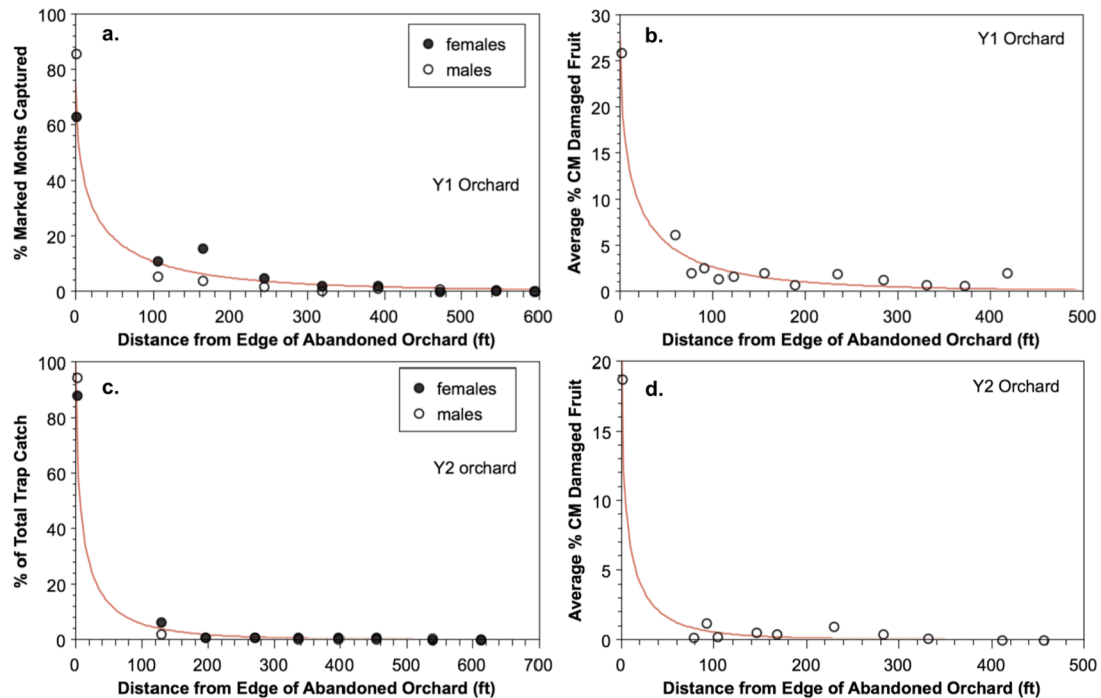 a.
females
males
Y1 Orchard
% Marked Moths Captured
100
80
60
40
20
0
0 100 200 300 400 500 600
Distance from Edge of Abandoned Orchard (ft)
b.
Y1 Orchard
Average % CM Damaged Fruit
30
25
20
15
10
5
0
0 100 200 300 400 500
Distance from Edge of Abandoned Orchard (ft)
c.
females
males
Y2 orchard
% of Total Trap Catch
100
80
60
40
20
0
0 100 200 300 400 500 600 700
Distance from Edge of Abandoned Orchard (ft)
d.
Y2 Orchard
Average % CM Damaged Fruit
20
15
10
5
0
0 100 200 300 400 500
Distance from Edge of Abandoned Orchard (ft)